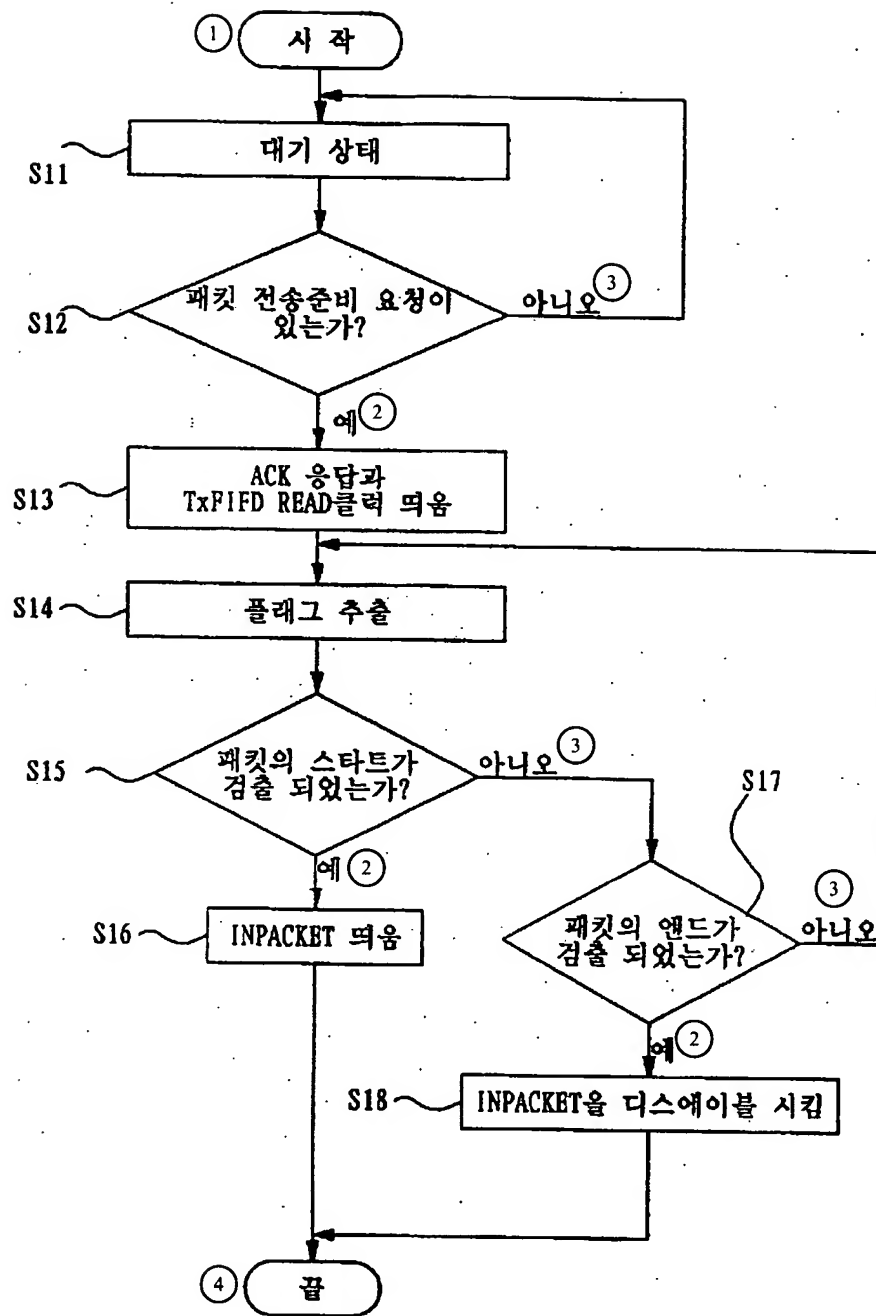 ① 시 작
S11 대기 상태
S12 패킷 전송준비 요청이
있는가?
아니오 ③
예 ②
S13 ACK 응답과
TxFIFD READ클럭 띄움
S14 플래그 추출
S15 패킷의 스타트가
검출 되었는가?
아니오 ③
S17
예 ②
S16 INPACKET 띄움
패킷의 앤드가
검출 되었는가?
③
아니오
예 ②
S18 INPACKET을 디스에이블 시킴
④ 끝